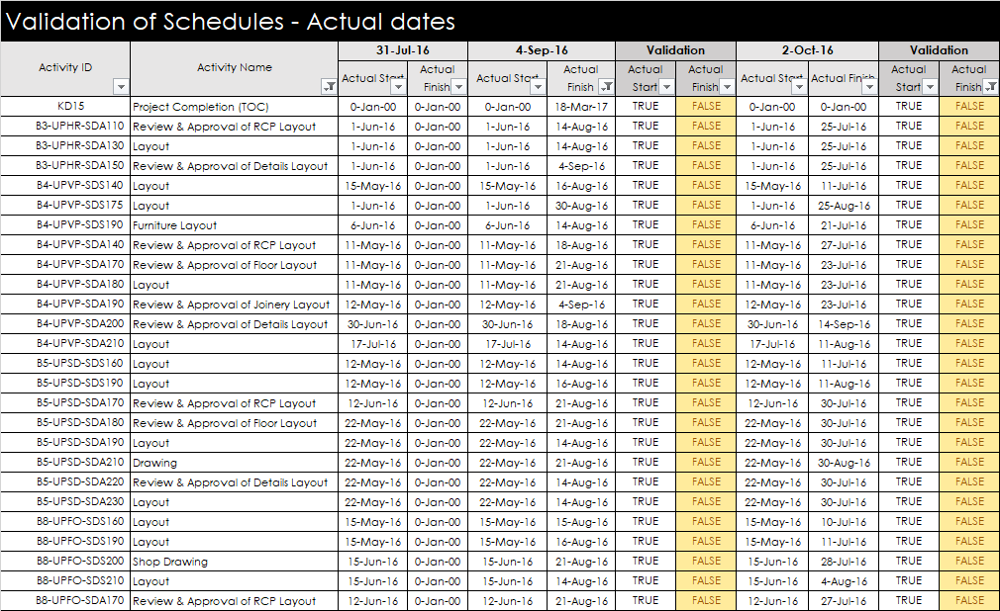 Validation of Schedules - Actual dates
31-Jul-16 4-Sep-16 Validation 2-Oct-16 Validation
Activity ID Activity Name Actual Start Actual Finish Actual Start Actual Finish Actual Start Actual Finish Actual Start Actual Finish Actual Start Actual Finish
KD15 Project Completion (TOC) 0-Jan-00 0-Jan-00 0-Jan-00 18-Mar-17 TRUE FALSE 0-Jan-00 0-Jan-00 TRUE FALSE
B3-UPHR-SDA110 Review & Approval of RCP Layout 1-Jun-16 0-Jan-00 1-Jun-16 14-Aug-16 TRUE FALSE 1-Jun-16 25-Jul-16 TRUE FALSE
B3-UPHR-SDA130 Layout 1-Jun-16 0-Jan-00 1-Jun-16 14-Aug-16 TRUE FALSE 1-Jun-16 25-Jul-16 TRUE FALSE
B3-UPHR-SDA150 Review & Approval of Details Layout 1-Jun-16 0-Jan-00 1-Jun-16 4-Sep-16 TRUE FALSE 1-Jun-16 25-Jul-16 TRUE FALSE
B4-UPVP-SDS140 Layout 15-May-16 0-Jan-00 15-May-16 16-Aug-16 TRUE FALSE 15-May-16 11-Jul-16 TRUE FALSE
B4-UPVP-SDS175 Layout 1-Jun-16 0-Jan-00 1-Jun-16 30-Aug-16 TRUE FALSE 1-Jun-16 25-Aug-16 TRUE FALSE
B4-UPVP-SDS190 Furniture Layout 6-Jun-16 0-Jan-00 6-Jun-16 14-Aug-16 TRUE FALSE 6-Jun-16 21-Jul-16 TRUE FALSE
B4-UPVP-SDA140 Review & Approval of RCP Layout 11-May-16 0-Jan-00 11-May-16 18-Aug-16 TRUE FALSE 11-May-16 27-Jul-16 TRUE FALSE
B4-UPVP-SDA170 Review & Approval of Floor Layout 11-May-16 0-Jan-00 11-May-16 21-Aug-16 TRUE FALSE 11-May-16 23-Jul-16 TRUE FALSE
B4-UPVP-SDA180 Layout 11-May-16 0-Jan-00 11-May-16 21-Aug-16 TRUE FALSE 11-May-16 23-Jul-16 TRUE FALSE
B4-UPVP-SDA190 Review & Approval of Joinery Layout 12-May-16 0-Jan-00 12-May-16 4-Sep-16 TRUE FALSE 12-May-16 23-Jul-16 TRUE FALSE
B4-UPVP-SDA200 Review & Approval of Details Layout 30-Jun-16 0-Jan-00 30-Jun-16 18-Aug-16 TRUE FALSE 30-Jun-16 14-Sep-16 TRUE FALSE
B4-UPVP-SDA210 Layout 17-Jul-16 0-Jan-00 17-Jul-16 14-Aug-16 TRUE FALSE 17-Jul-16 11-Aug-16 TRUE FALSE
B5-UPSD-SDS160 Layout 12-May-16 0-Jan-00 12-May-16 14-Aug-16 TRUE FALSE 12-May-16 11-Jul-16 TRUE FALSE
B5-UPSD-SDS190 Layout 12-May-16 0-Jan-00 12-May-16 16-Aug-16 TRUE FALSE 12-May-16 11-Aug-16 TRUE FALSE
B5-UPSD-SDA170 Review & Approval of RCP Layout 12-Jun-16 0-Jan-00 12-Jun-16 21-Aug-16 TRUE FALSE 12-Jun-16 30-Jul-16 TRUE FALSE
B5-UPSD-SDA180 Review & Approval of Floor Layout 22-May-16 0-Jan-00 22-May-16 21-Aug-16 TRUE FALSE 22-May-16 30-Jul-16 TRUE FALSE
B5-UPSD-SDA190 Layout 22-May-16 0-Jan-00 22-May-16 14-Aug-16 TRUE FALSE 22-May-16 30-Jul-16 TRUE FALSE
B5-UPSD-SDA210 Drawing 22-May-16 0-Jan-00 22-May-16 21-Aug-16 TRUE FALSE 22-May-16 30-Aug-16 TRUE FALSE
B5-UPSD-SDA220 Review & Approval of Details Layout 22-May-16 0-Jan-00 22-May-16 14-Aug-16 TRUE FALSE 22-May-16 30-Jul-16 TRUE FALSE
B5-UPSD-SDA230 Layout 22-May-16 0-Jan-00 22-May-16 14-Aug-16 TRUE FALSE 22-May-16 30-Jul-16 TRUE FALSE
B8-UPFO-SDS160 Layout 15-May-16 0-Jan-00 15-May-16 15-Aug-16 TRUE FALSE 15-May-16 10-Jul-16 TRUE FALSE
B8-UPFO-SDS190 Layout 15-May-16 0-Jan-00 15-May-16 16-Aug-16 TRUE FALSE 15-May-16 11-Jul-16 TRUE FALSE
B8-UPFO-SDS200 Shop Drawing 15-Jun-16 0-Jan-00 15-Jun-16 21-Aug-16 TRUE FALSE 15-Jun-16 28-Jul-16 TRUE FALSE
B8-UPFO-SDS210 Layout 15-Jun-16 0-Jan-00 15-Jun-16 14-Aug-16 TRUE FALSE 15-Jun-16 4-Aug-16 TRUE FALSE
B8-UPFO-SDA170 Review & Approval of RCP Layout 12-Jun-16 0-Jan-00 12-Jun-16 21-Aug-16 TRUE FALSE 12-Jun-16 27-Jul-16 TRUE FALSE